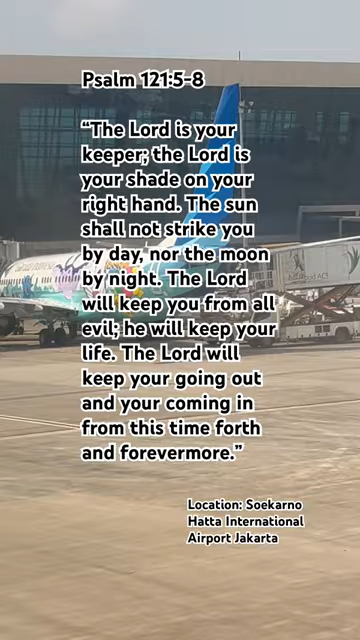 Psalm 121:5-8
“The Lord is your
keeper; the Lord is
your shade on your
right hand. The sun
shall not strike you
by day, nor the moon
by night. The Lord
will keep you from all
evil; he will keep your
life. The Lord will
keep your going out
and your coming in
from this time forth
and forevermore.”
Location: Soekarno
Hatta International
Airport Jakarta